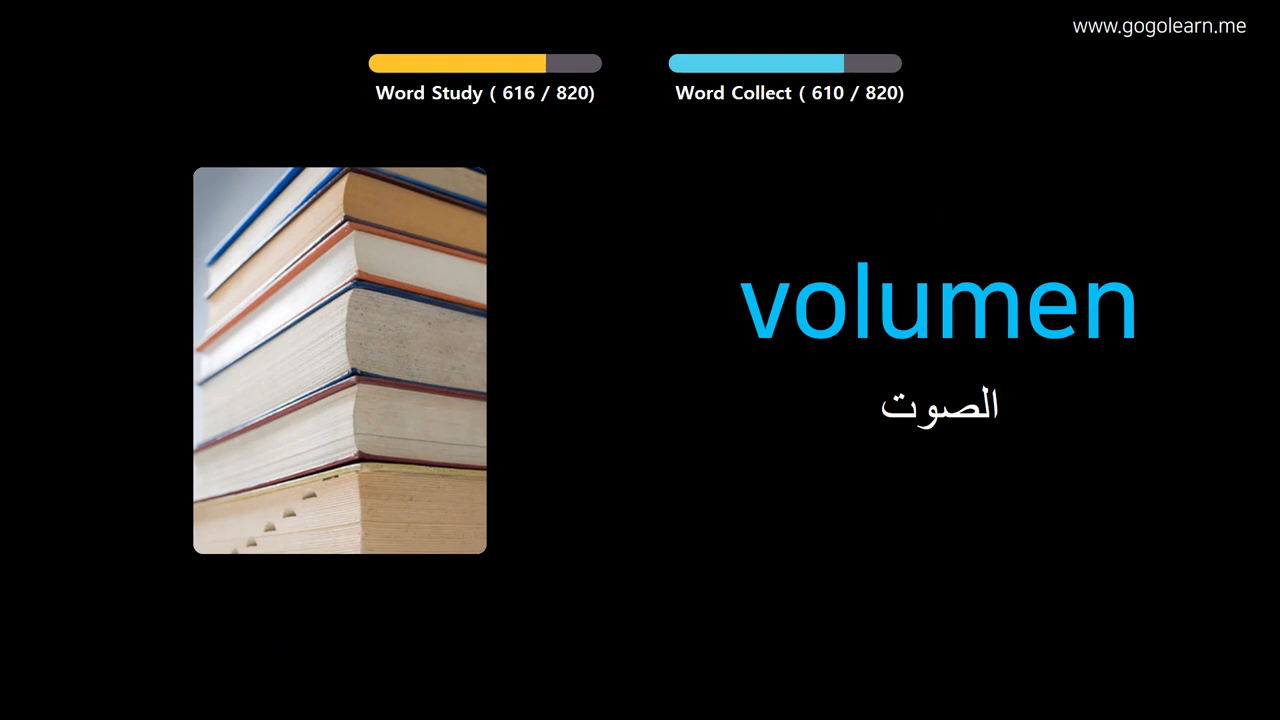 www.gogolearn.me
Word Study ( 616 / 820)
Word Collect ( 610 / 820)
volumen
الصوت